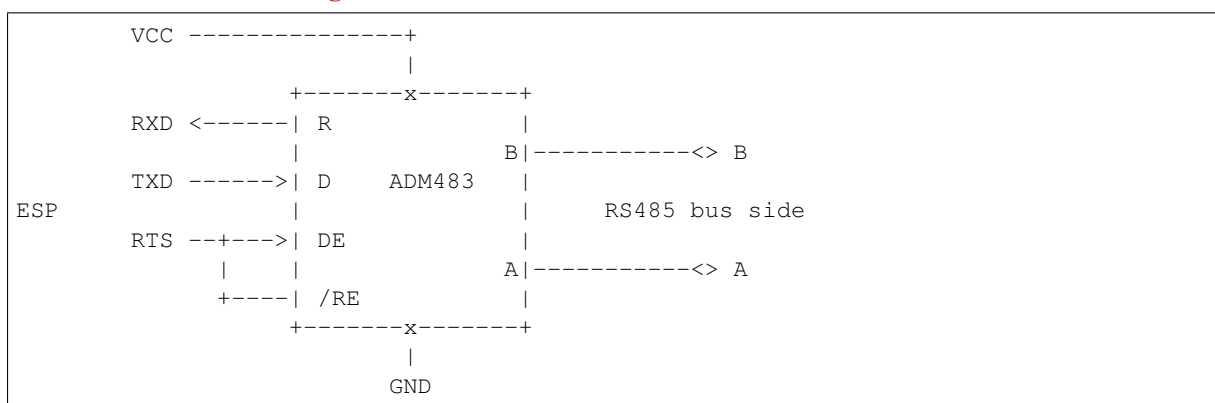 VCC ---------------+
|
+-------x-------+
RXD <------| R |
| B|-----------<> B
TXD ------>| D ADM483 |
ESP | | RS485 bus side
RTS --+--->| DE |
| | A|-----------<> A
+----| /RE |
+-------x-------+
|
GND